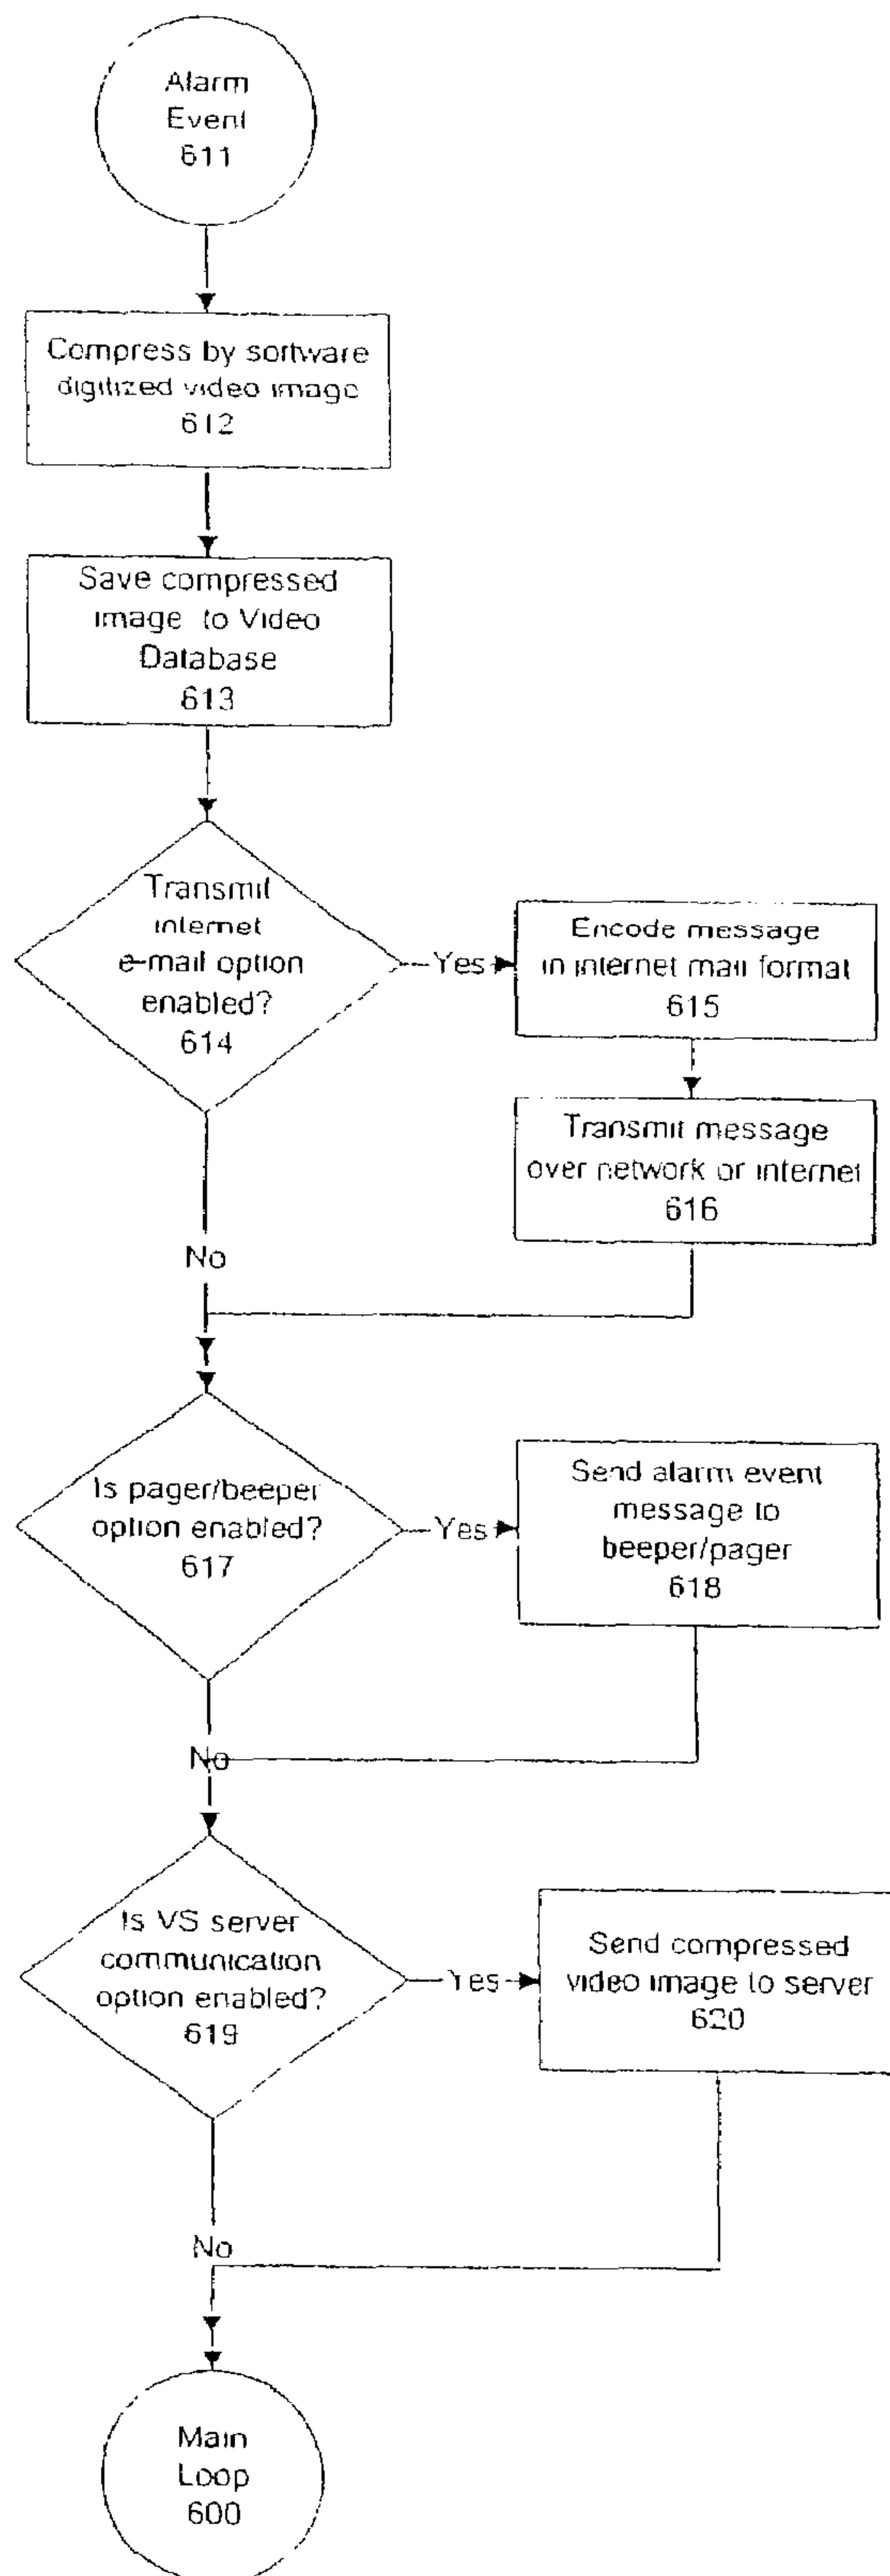 Alarm
Event
611
Compress by software
digitized video image
612
Save compressed
image to Video
Database
613
Transmit
internet
e-mail option
enabled?
614
Yes
Encode message
in internet mail format
615
Transmit message
over network or internet
616
No
Is pager/beeper
option enabled?
617
Yes
Send alarm event
message to
beeper/pager
618
No
Is VS server
communication
option enabled?
619
Yes
Send compressed
video image to server
620
No
Main
Loop
600